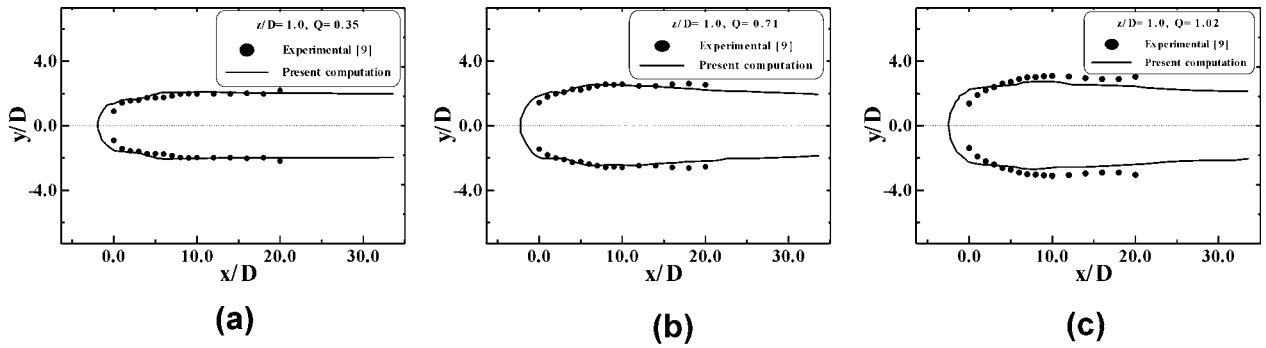 z/D= 1.0, Q= 0.35
Experimental [9]
Present computation
4.0
0.0
-4.0
y/D
0.0
10.0
20.0
30.0
x/D
(a)
z/D= 1.0, Q= 0.71
Experimental [9]
Present computation
4.0
0.0
-4.0
y/D
0.0
10.0
20.0
30.0
x/D
(b)
z/D= 1.0, Q= 1.02
Experimental [9]
Present computation
4.0
0.0
-4.0
y/D
0.0
10.0
20.0
30.0
x/D
(c)